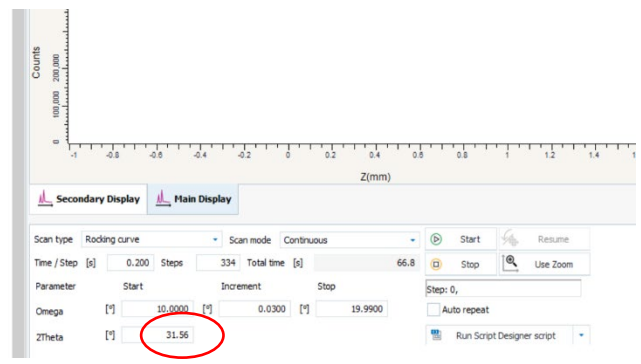 Counts
200,000
100,000
0
-1 -0.8 -0.6 -0.4 -0.2 0 0.2 0.4 0.6 0.8 1 1.2 1.4
Z(mm)
Secondary Display Main Display
Scan type Rocking curve Scan mode Continuous Start Resume
Time / Step [s] 0.200 Steps 334 Total time [s] 66.8 Stop Use Zoom
Parameter Start Increment Stop Step: 0,
Omega [°] 10.0000 [°] 0.0300 [°] 19.9900 Auto repeat
2Theta [°] 31.56 Run Script Designer script